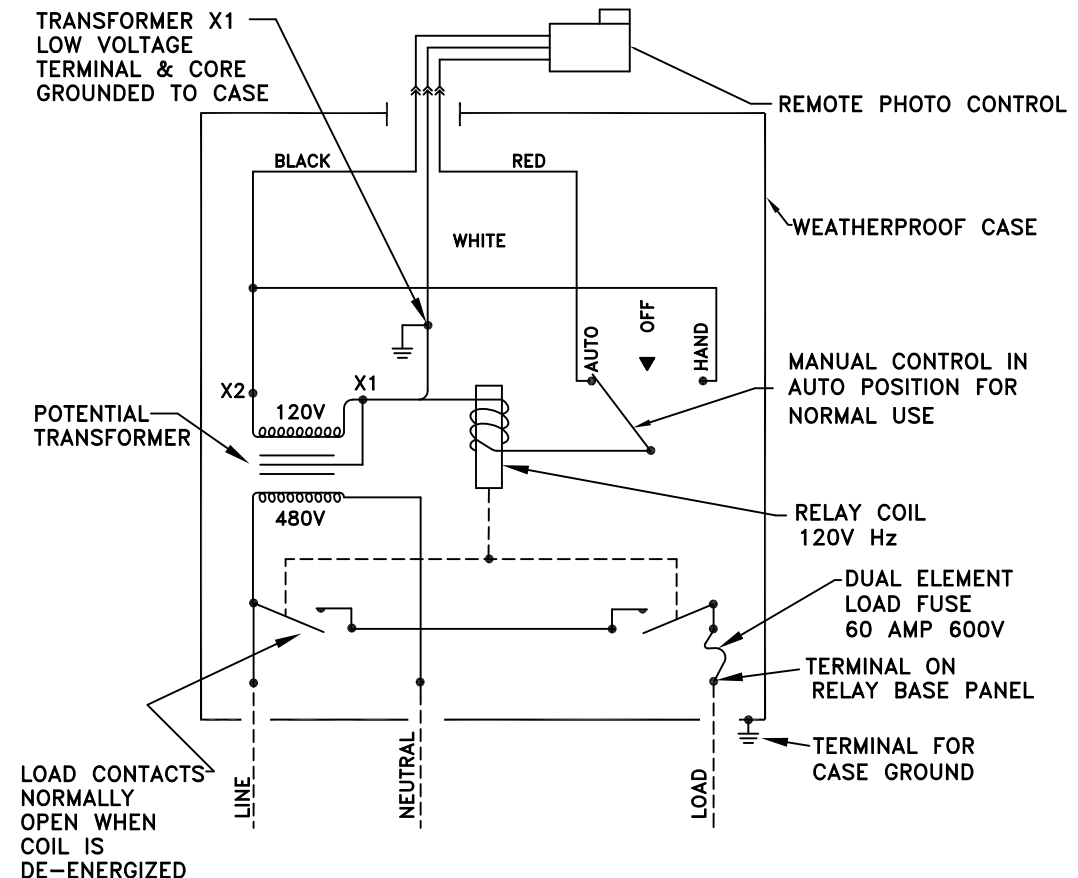 TRANSFORMER X1
LOW VOLTAGE
TERMINAL & CORE
GROUNDED TO CASE
REMOTE PHOTO CONTROL
BLACK
RED
WEATHERPROOF CASE
WHITE
AUTO
OFF
HAND
MANUAL CONTROL IN
AUTO POSITION FOR
NORMAL USE
X2
X1
120V
POTENTIAL
TRANSFORMER
480V
RELAY COIL
120V Hz
DUAL ELEMENT
LOAD FUSE
60 AMP 600V
TERMINAL ON
RELAY BASE PANEL
TERMINAL FOR
CASE GROUND
LINE
NEUTRAL
LOAD
LOAD CONTACTS
NORMALLY
OPEN WHEN
COIL IS
DE-ENERGIZED